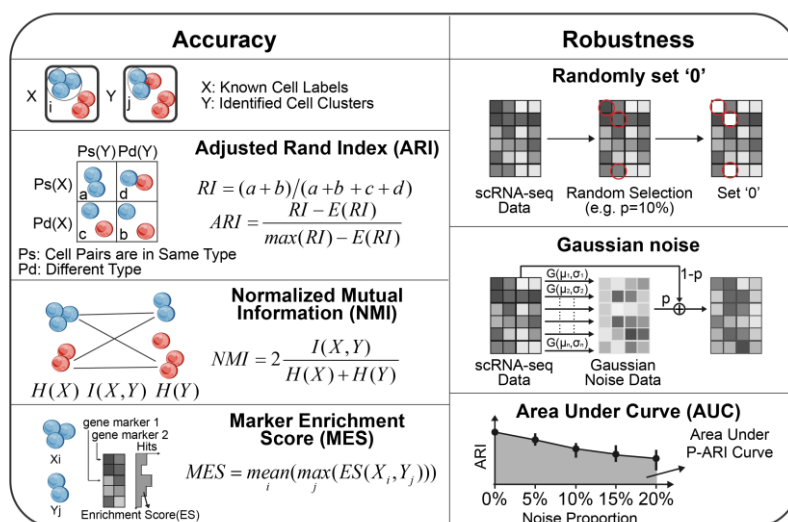 Accuracy
X
i
Y
j
X: Known Cell Labels
Y: Identified Cell Clusters
Ps(Y) Pd(Y)
Ps(X)
a
d
Pd(X)
c
b
Ps: Cell Pairs are in Same Type
Pd: Different Type
Adjusted Rand Index (ARI)
RI = (a + b)/(a + b + c + d)
ARI = \frac{RI − E(RI)}{max(RI) − E(RI)}
H(X) I(X,Y) H(Y)
Normalized Mutual
Information (NMI)
NMI = 2 \frac{I(X,Y)}{H(X) + H(Y)}
Xi
Yj
gene marker 1
gene marker 2
Hits
Enrichment Score(ES)
Marker Enrichment
Score (MES)
MES = mean_i(max_j(ES(X_i, Y_j)))
Robustness
Randomly set ‘0’
scRNA-seq
Data
Random Selection
(e.g. p=10%)
Set ‘0’
Gaussian noise
G(μ₁,σ₁)
G(μ₂,σ₂)
G(μₙ,σₙ)
1-p
p
scRNA-seq
Data
Gaussian
Noise Data
Area Under Curve (AUC)
ARI
Area Under
P-ARI Curve
0% 5% 10% 15% 20%
Noise Proportion